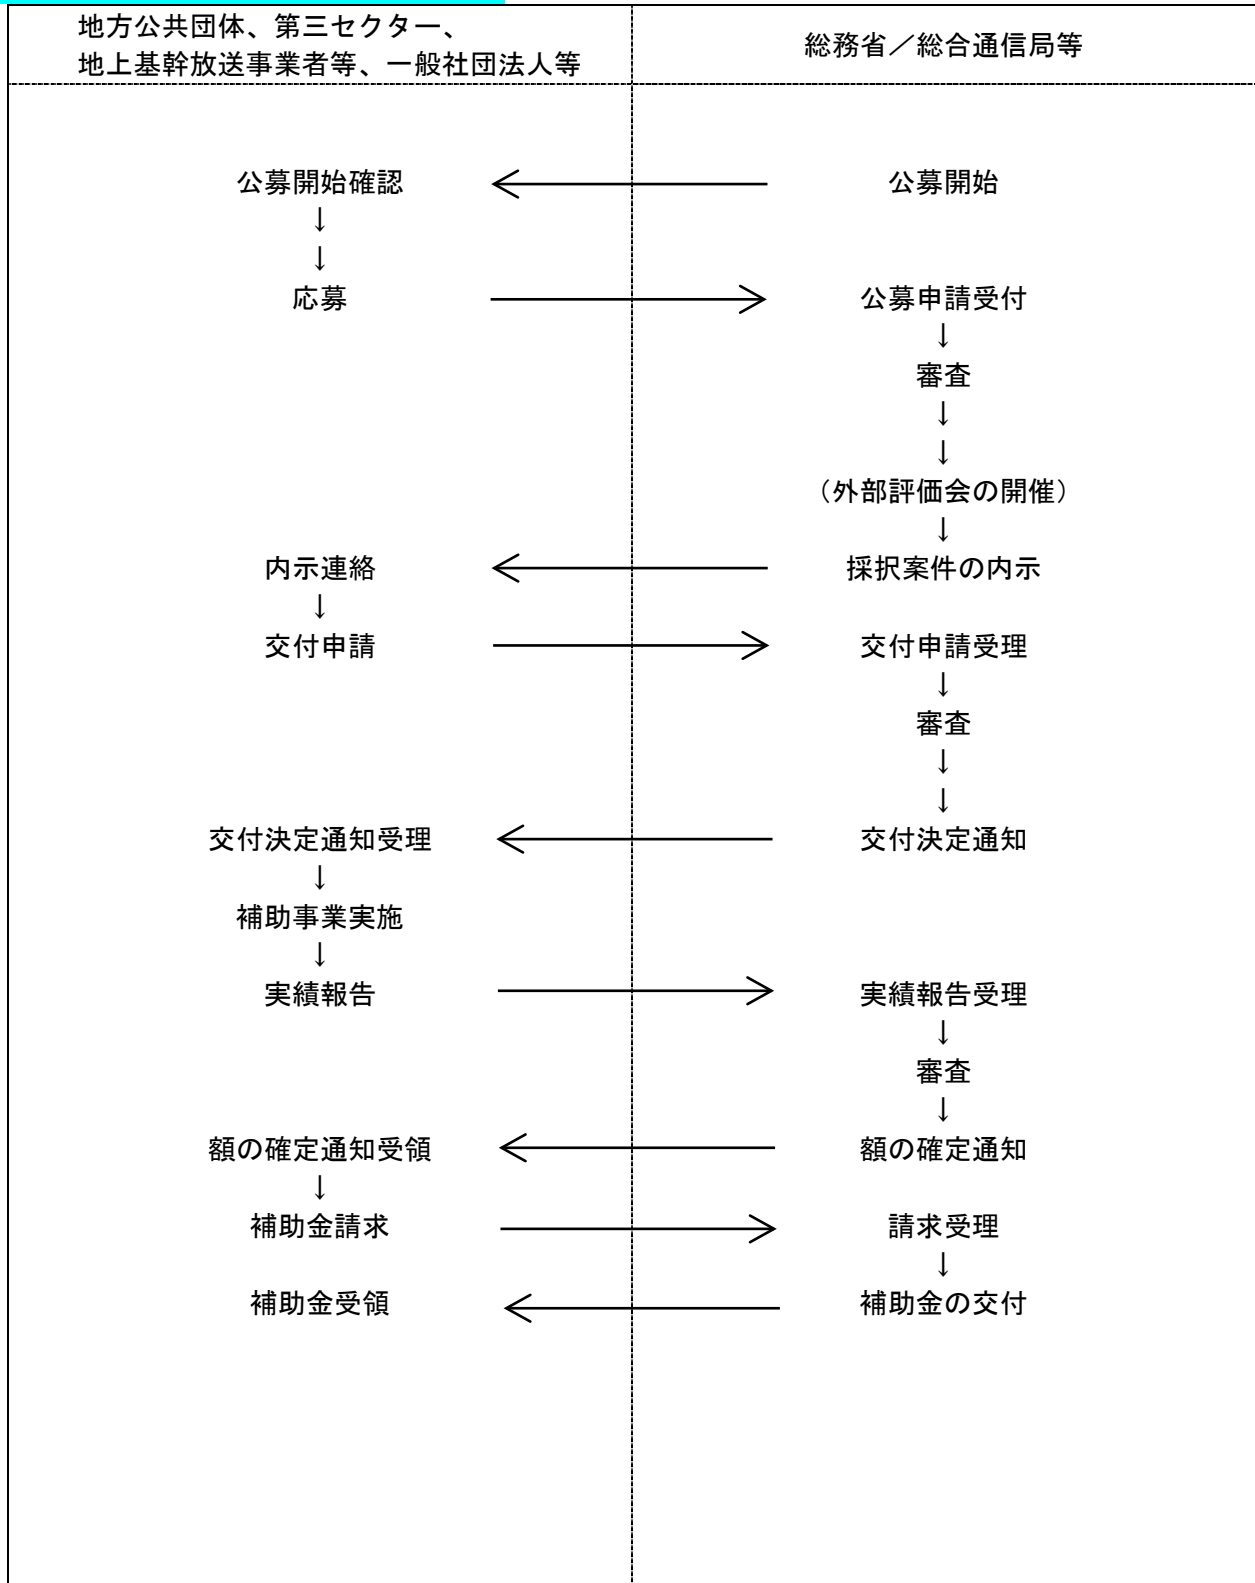 地方公共団体、第三セクター、
地上基幹放送事業者等、一般社団法人等
総務省／総合通信局等
公募開始確認
公募開始
↓
↓
応募
公募申請受付
↓
審査
↓
↓
（外部評価会の開催）
↓
内示連絡
採択案件の内示
↓
交付申請
交付申請受理
↓
審査
↓
↓
交付決定通知受理
交付決定通知
↓
補助事業実施
↓
実績報告
実績報告受理
↓
審査
↓
額の確定通知受領
額の確定通知
↓
補助金請求
請求受理
↓
補助金受領
補助金の交付